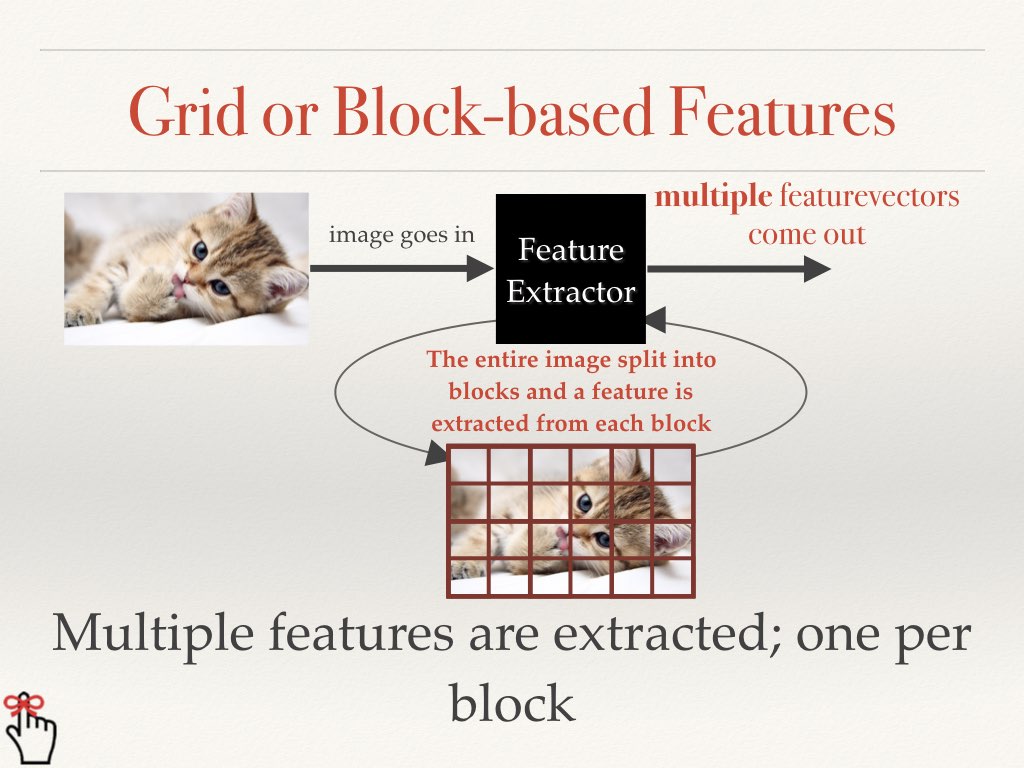 Grid or Block-based Features
image goes in
Feature
Extractor
multiple featurevectors
come out
The entire image split into
blocks and a feature is
extracted from each block
Multiple features are extracted; one per
block